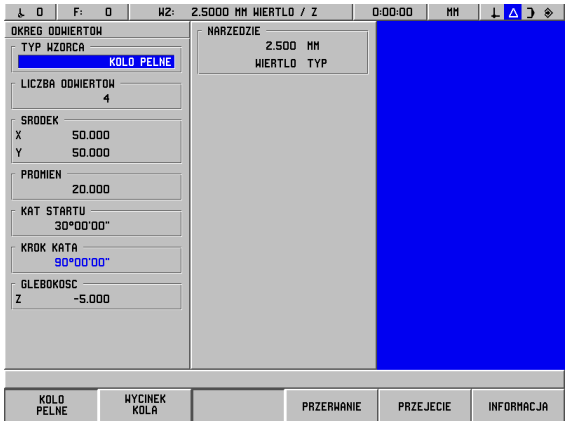 0 F: 0 W2: 2.5000 MM WIERTLO / Z 0:00:00 MM
OKREG ODWIERTOW
TYP WZORCA
KOLO PELNE
LICZBA ODWIERTOW
4
SRODEK
X 50.000
Y 50.000
PROMIEN
20.000
KAT STARTU
30°00'00"
KROK KATA
90°00'00"
GLEBOKOSC
Z -5.000
NARZEDZIE
2.500 MM
WIERTLO TYP
KOLO
PELNE
WYCINEK
KOLA
PRZERWANIE
PRZEJECIE
INFORMACJA